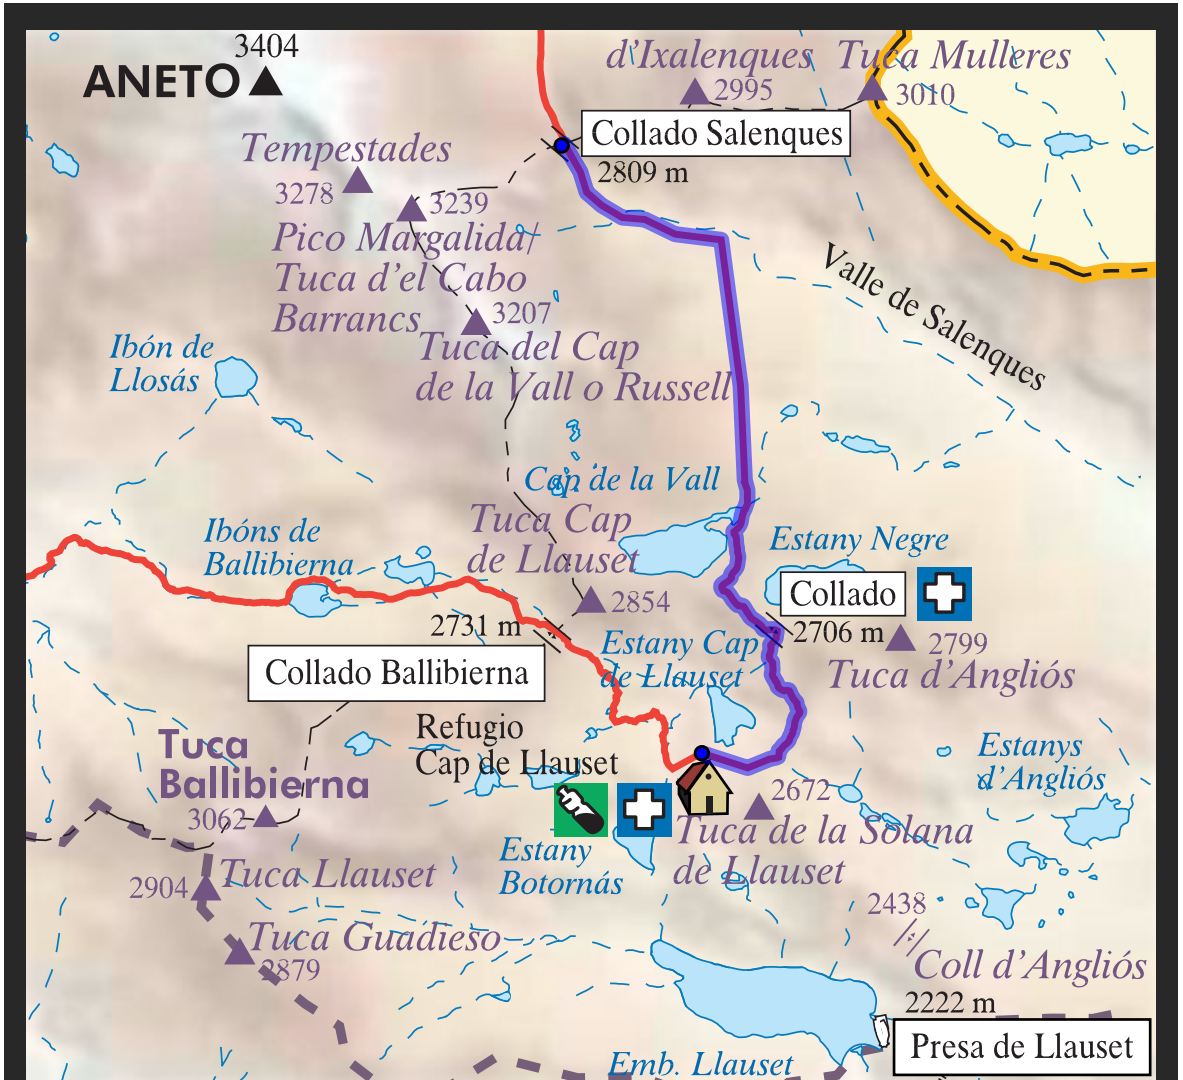 3404
ANETO
d'Ixalenques
2995
Tuca Mulleres
3010
Collado Salenques
2809 m
Tempestades
3278
3239
Pico Margalida/
Tuca d'el Cabo
Barrancs
3207
Tuca del Cap
de la Vall o Russell
Valle de Salenques
Ibón de
Llosás
Cap de la Vall
Tuca Cap
de Llauset
2854
Ibóns de
Ballibierna
Estany Negre
Collado
2706 m
2799
Tuca d'Angliós
2731 m
Collado Ballibierna
Estany Cap
de Llauset
Refugio
Cap de Llauset
Tuca
Ballibierna
3062
Estanys
d'Angliós
2672
Tuca de la Solana
de Llauset
Estany
Botornás
2904
Tuca Llauset
Tuca Guadieso
2879
2438
Coll d'Angliós
2222 m
Presa de Llauset
Emb. Llauset